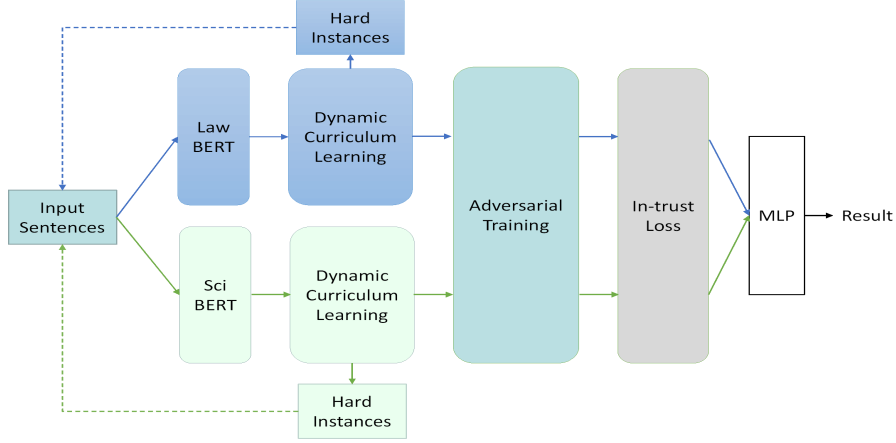 Hard
Instances
Law
BERT
Dynamic
Curriculum
Learning
Input
Sentences
Adversarial
Training
In-trust
Loss
MLP
Result
Sci
BERT
Dynamic
Curriculum
Learning
Hard
Instances